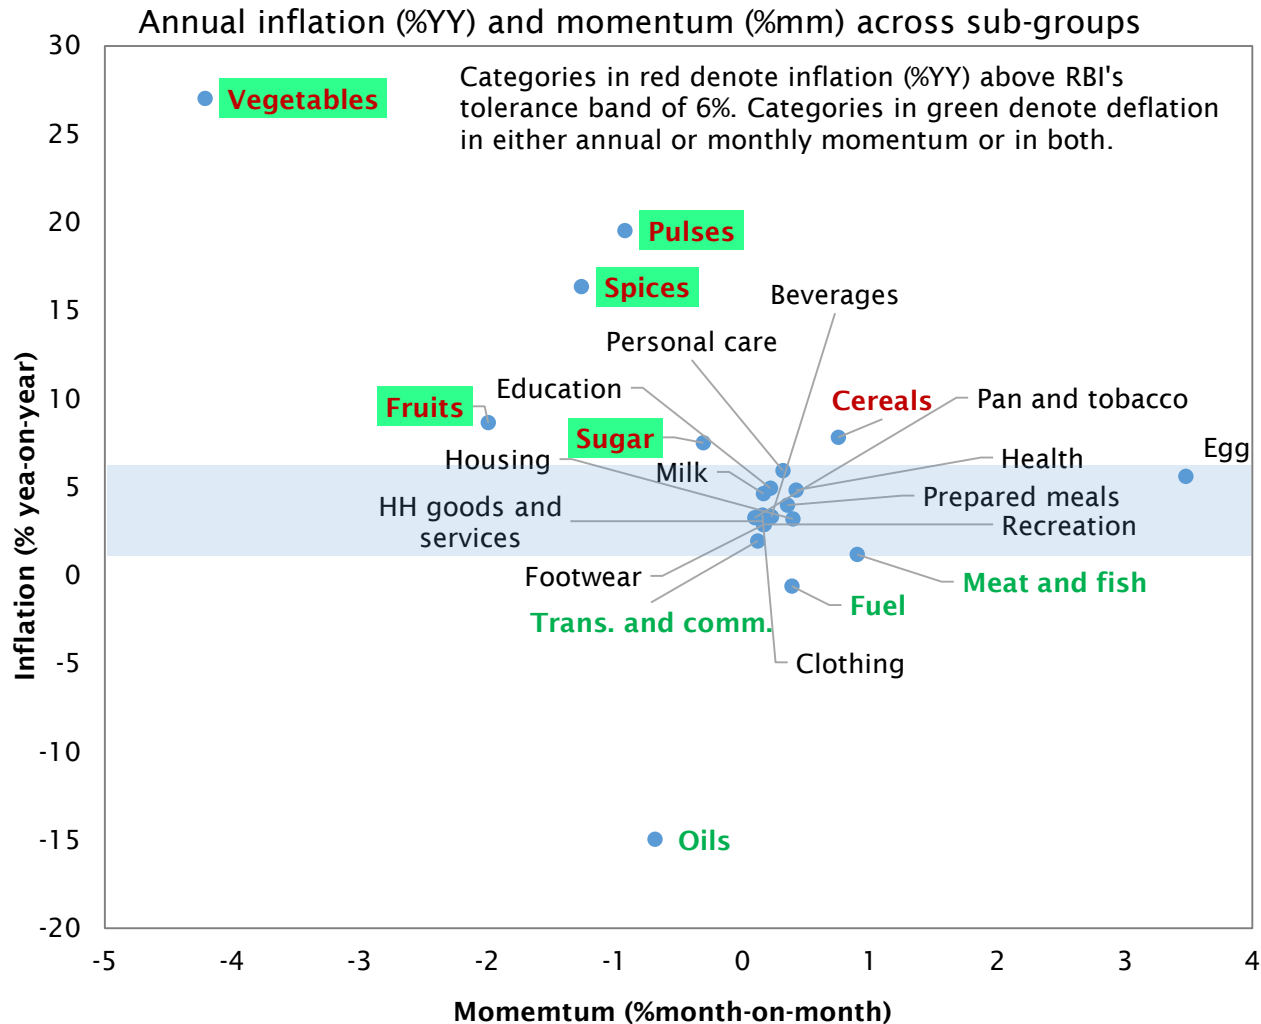 Annual inflation (%YY) and momentum (%mm) across sub-groups
Categories in red denote inflation (%YY) above RBI's
tolerance band of 6%. Categories in green denote deflation
in either annual or monthly momentum or in both.
Inflation (% yea-on-year)
30
25
20
15
10
5
0
-5
-10
-15
-20
Vegetables
Pulses
Spices
Beverages
Personal care
Education
Fruits
Cereals
Pan and tobacco
Sugar
Egg
Housing
Milk
Health
HH goods and
services
Prepared meals
Recreation
Footwear
Meat and fish
Fuel
Trans. and comm.
Clothing
Oils
-5
-4
-3
-2
-1
0
1
2
3
4
Momemtum (%month-on-month)